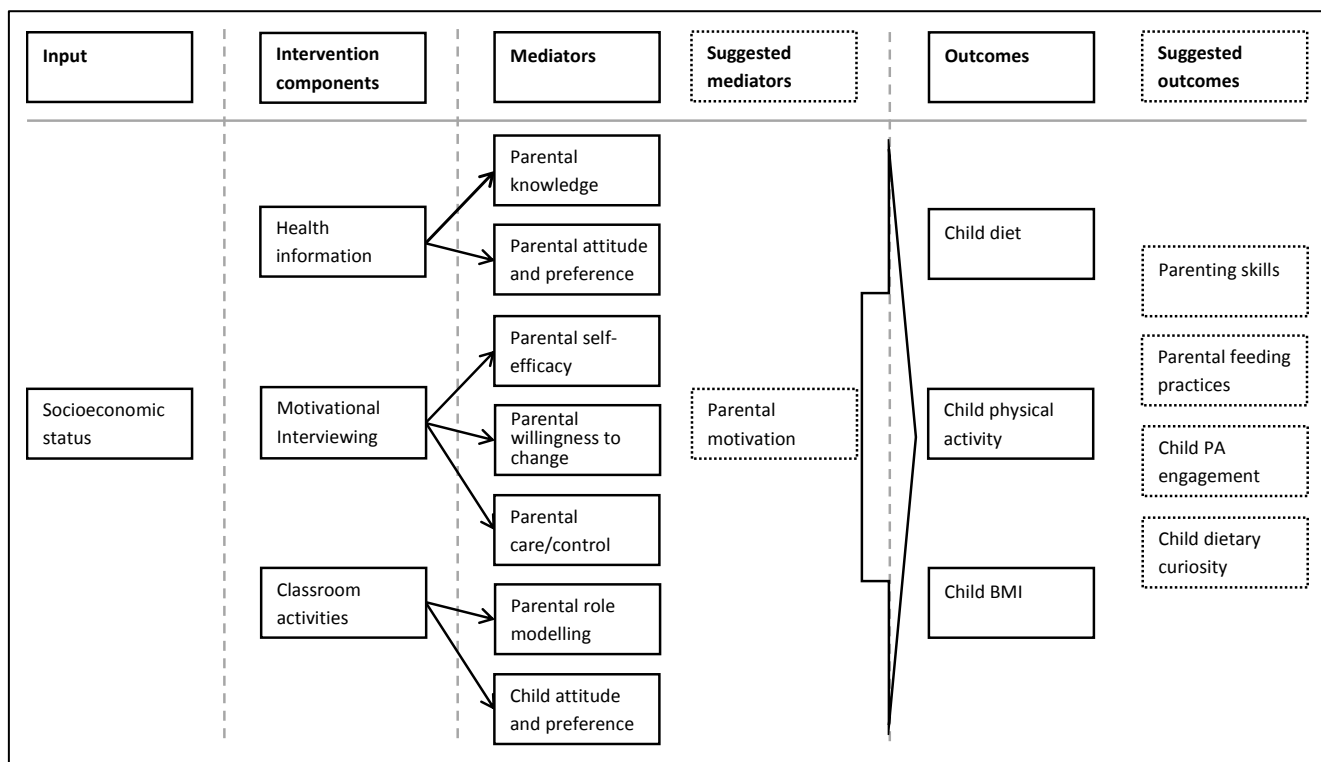 Input
Intervention
components
Mediators
Suggested
mediators
Outcomes
Suggested
outcomes
Parental
knowledge
Health
information
Parental attitude
and preference
Child diet
Parenting skills
Parental self-
efficacy
Parental feeding
practices
Socioeconomic
status
Motivational
Interviewing
Parental
willingness to
change
Parental
motivation
Child physical
activity
Child PA
engagement
Parental
care/control
Child dietary
curiosity
Classroom
activities
Parental role
modelling
Child BMI
Child attitude
and preference